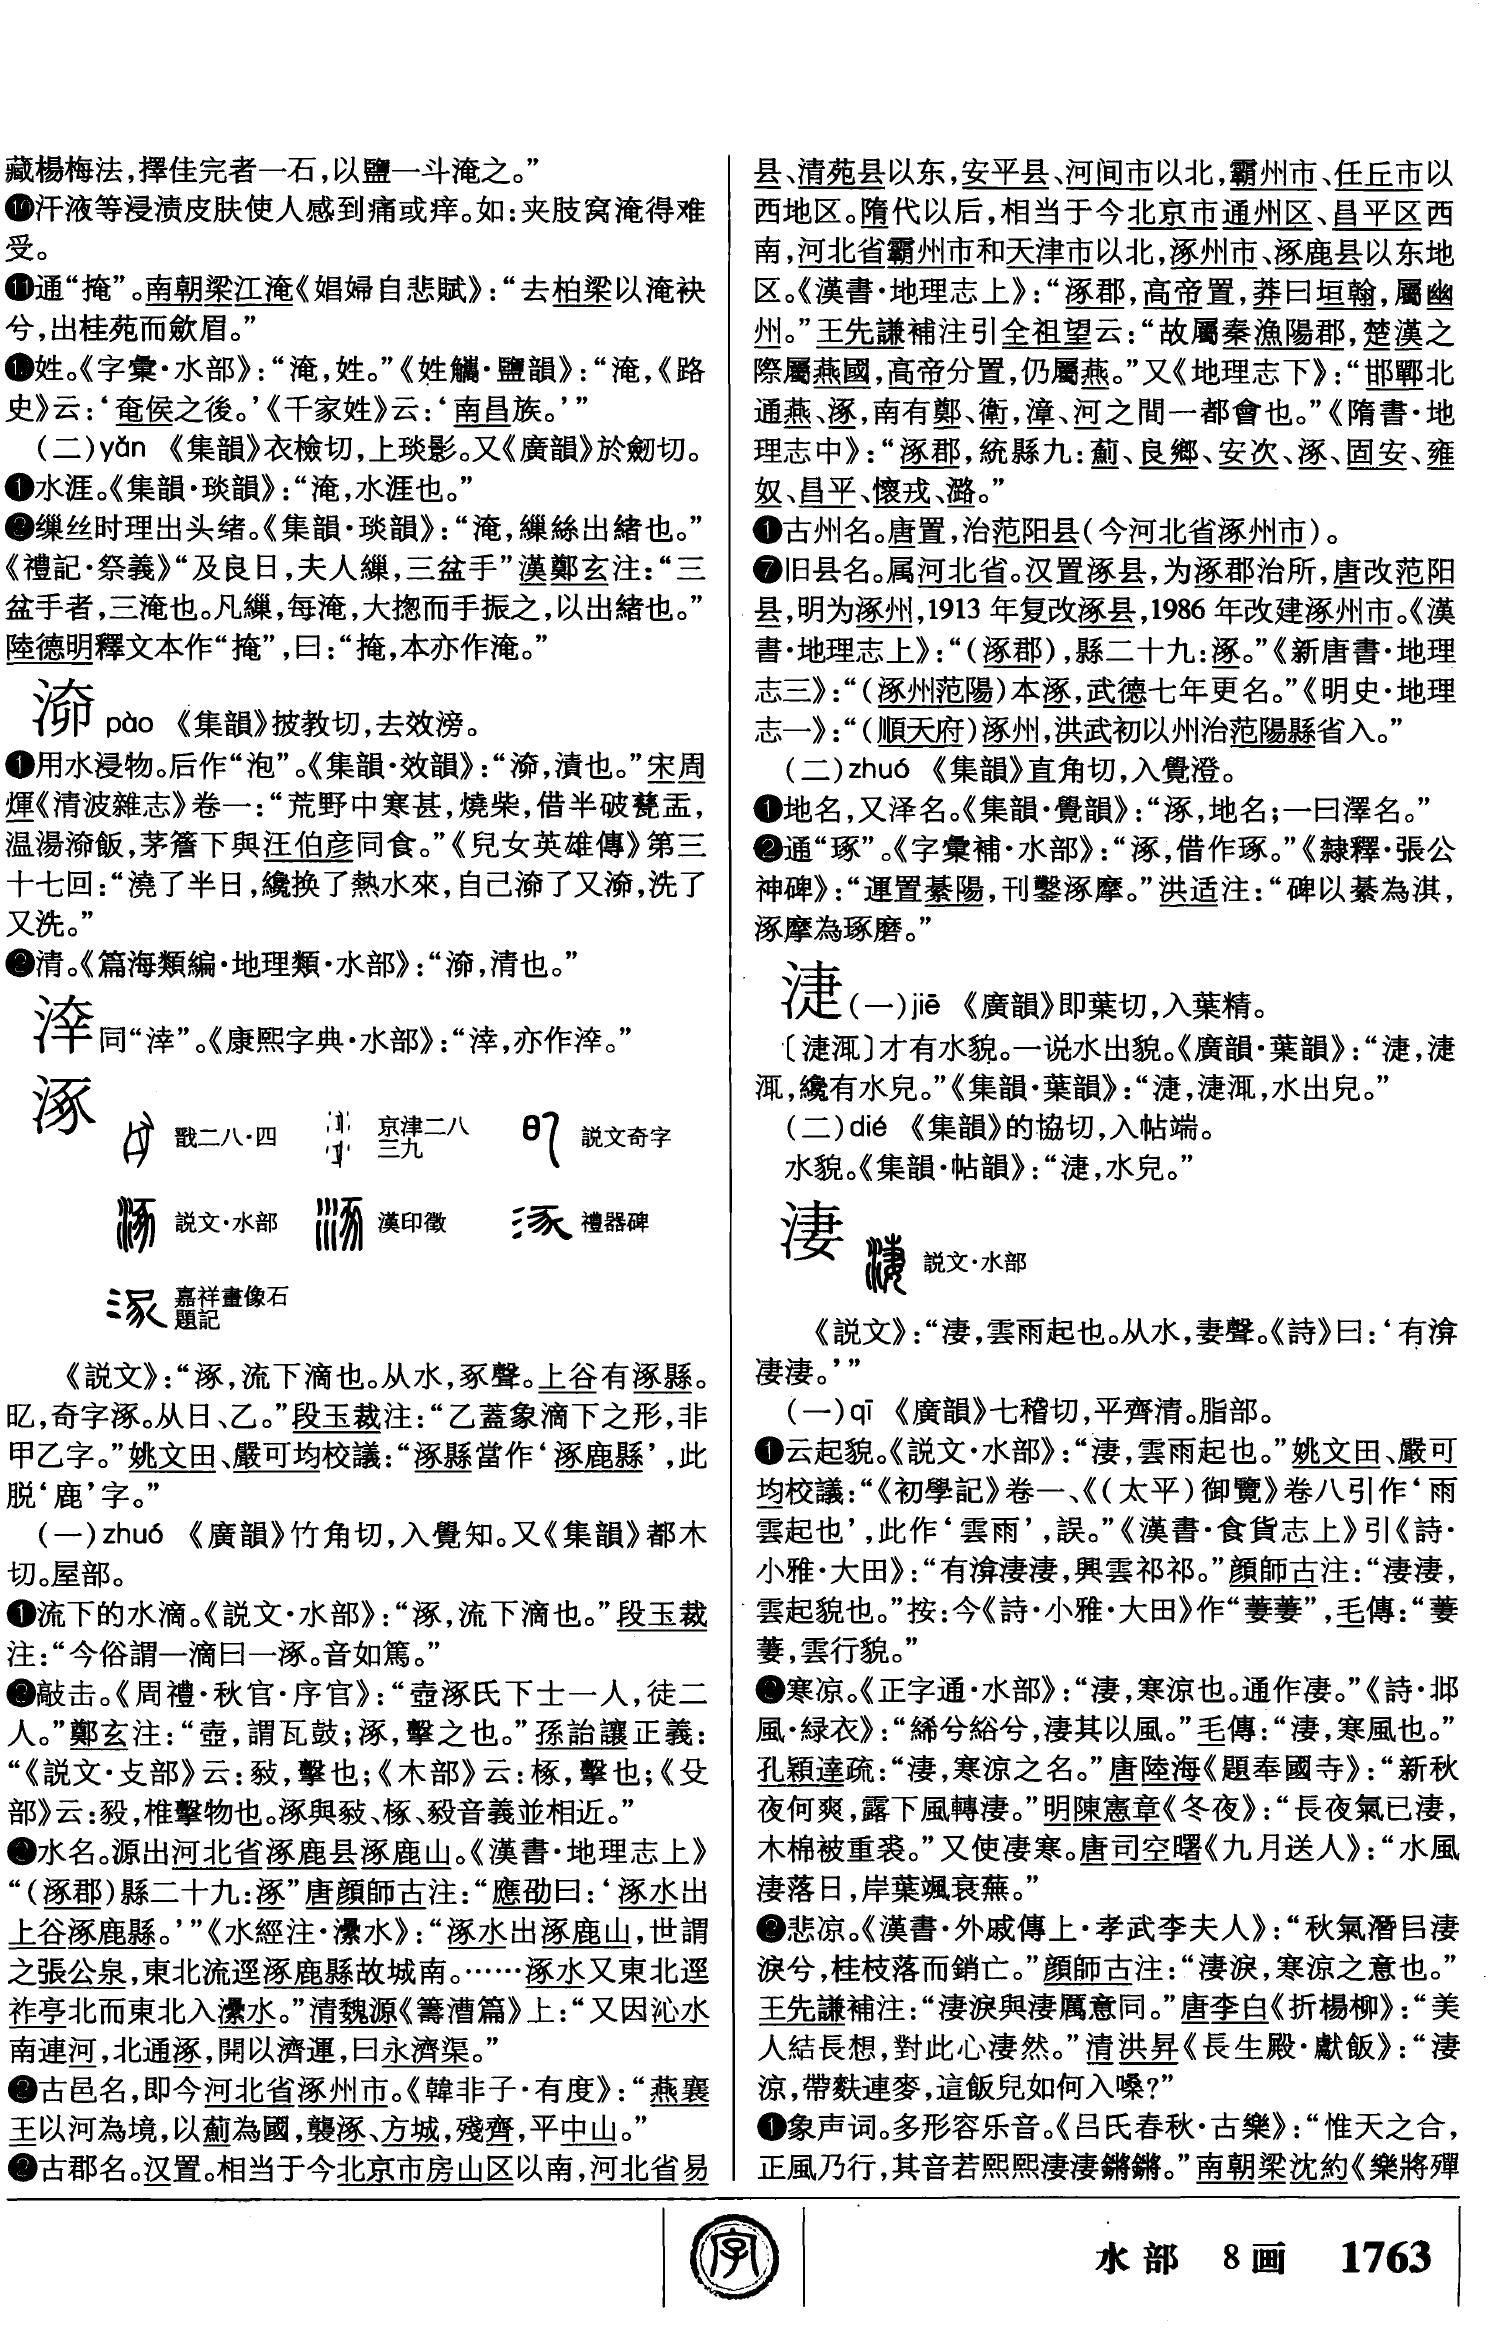 藏楊梅法，擇佳完者一石，以鹽一斗淹之。”
❿汗液等浸渍皮肤使人感到痛或痒。如：夹肢窝淹得难
受。
⓫通“掩”。南朝梁江淹《娼婦自悲賦》：“去柏梁以淹袂
兮，出桂苑而斂眉。”
姓。《字彙·水部》：“淹，姓。”《姓觿·鹽韻》：“淹，《路
史》云：‘奄侯之後。’《千家姓》云：‘南昌族。’”
（二）yǎn　《集韻》衣檢切，上琰影。又《廣韻》於劒切。
❶水涯。《集韻·琰韻》：“淹，水涯也。”
❷缫丝时理出头绪。《集韻·琰韻》：“淹，繅絲出緒也。”
《禮記·祭義》“及良日，夫人繅，三盆手”漢鄭玄注：“三
盆手者，三淹也。凡繅，每淹，大揔而手振之，以出緒也。”
陸德明釋文本作“掩”，曰：“掩，本亦作淹。”
㵡 pào　《集韻》披教切，去效滂。
❶用水浸物。后作“泡”。《集韻·效韻》：“，漬也。”宋周
煇《清波雜志》卷一：“荒野中寒甚，燒柴，借半破甆盂，
温湯飯，茅簷下與汪伯彦同食。”《兒女英雄傳》第三
十七回：“澆了半日，纔换了熱水來，自己了又，洗了
又洗。”
❷清。《篇海類編·地理類·水部》：“，清也。”
同“涬”。《康熙字典·水部》：“涬，亦作。”
涿
戬二八·四　京津二八三九　説文奇字
説文·水部　漢印徵　禮器碑
嘉祥畫像石題記
《説文》：“涿，流下滴也。从水，豖聲。上谷有涿縣。
𣅉，奇字涿。从日、乙。”段玉裁注：“乙蓋象滴下之形，非
甲乙字。”姚文田、嚴可均校議：“涿縣當作‘涿鹿縣’，此
脱‘鹿’字。”
（一）zhuó　《廣韻》竹角切，入覺知。又《集韻》都木
切。屋部。
❶流下的水滴。《説文·水部》：“涿，流下滴也。”段玉裁
注：“今俗謂一滴曰一涿。音如篤。”
❷敲击。《周禮·秋官·序官》：“壺涿氏下士一人，徒二
人。”鄭玄注：“壺，謂瓦鼓；涿，擊之也。”孫詒讓正義：
“《説文·攴部》云：㪣，擊也；《木部》云：椓，擊也；《殳
部》云：毅，椎擊物也。涿與㪣、椓、毅音義並相近。”
水名。源出河北省涿鹿县涿鹿山。《漢書·地理志上》
“（涿郡）縣二十九：涿”唐顔師古注：“應劭曰：‘涿水出
上谷涿鹿縣。’”《水經注·㶟水》：“涿水出涿鹿山，世謂
之張公泉，東北流逕涿鹿縣故城南。……涿水又東北逕
祚亭北而東北入㶟水。”清魏源《籌漕篇》上：“又因沁水
南連河，北通涿，開以濟運，曰永濟渠。”
古邑名，即今河北省涿州市。《韓非子·有度》：“燕襄
王以河為境，以薊為國，襲涿、方城，殘齊，平中山。”
古郡名。汉置。相当于今北京市房山区以南，河北省易
县、清苑县以东，安平县、河间市以北，霸州市、任丘市以
西地区。隋代以后，相当于今北京市通州区、昌平区西
南，河北省霸州市和天津市以北，涿州市、涿鹿县以东地
区。《漢書·地理志上》：“涿郡，高帝置，莽曰垣翰，屬幽
州。”王先謙補注引全祖望云：“故屬秦漁陽郡，楚漢之
際屬燕國，高帝分置，仍屬燕。”又《地理志下》：“邯鄲北
通燕、涿，南有鄭、衛，漳、河之間一都會也。”《隋書·地
理志中》：“涿郡，統縣九：薊、良鄉、安次、涿、固安、雍
奴、昌平、懷戎、潞。”
古州名。唐置，治范阳县（今河北省涿州市）。
❼旧县名。属河北省。汉置涿县，为涿郡治所，唐改范阳
县，明为涿州，1913年复改涿县，1986年改建涿州市。《漢
書·地理志上》：“（涿郡），縣二十九：涿。”《新唐書·地理
志三》：“（涿州范陽）本涿，武德七年更名。”《明史·地理
志一》：“（順天府）涿州，洪武初以州治范陽縣省入。”
（二）zhuó　《集韻》直角切，入覺澄。
❶地名，又泽名。《集韻·覺韻》：“涿，地名；一曰澤名。”
❷通“琢”。《字彙補·水部》：“涿，借作琢。”《隸釋·張公
神碑》：“運置綦陽，刊鑿涿摩。”洪适注：“碑以綦為淇，
涿摩為琢磨。”
㳻（一）jiē　《廣韻》即葉切，入葉精。
〔㳻㴪〕才有水貌。一说水出貌。《廣韻·葉韻》：“㳻，㳻
㴪，纔有水皃。”《集韻·葉韻》：“㳻，㳻㴪，水出皃。”
（二）dié　《集韻》的協切，入帖端。
水貌。《集韻·帖韻》：“㳻，水皃。”
淒
説文·水部
《説文》：“淒，雲雨起也。从水，妻聲。《詩》曰：‘有渰
淒淒。’”
（一）qī　《廣韻》七稽切，平齊清。脂部。
❶云起貌。《説文·水部》：“淒，雲雨起也。”姚文田、嚴可
均校議：“《初學記》卷一、《（太平）御覽》卷八引作‘雨
雲起也’，此作‘雲雨’，誤。”《漢書·食貨志上》引《詩·
小雅·大田》：“有渰淒淒，興雲祁祁。”顔師古注：“淒淒，
雲起貌也。”按：今《詩·小雅·大田》作“萋萋”，毛傳：“萋
萋，雲行貌。”
寒凉。《正字通·水部》：“淒，寒涼也。通作凄。”《詩·邶
風·緑衣》：“絺兮綌兮，淒其以風。”毛傳：“淒，寒風也。”
孔穎達疏：“淒，寒涼之名。”唐陸海《題奉國寺》：“新秋
夜何爽，露下風轉淒。”明陳憲章《冬夜》：“長夜氣已淒，
木棉被重裘。”又使凄寒。唐司空曙《九月送人》：“水風
淒落日，岸葉颯衰蕪。”
悲凉。《漢書·外戚傳上·孝武李夫人》：“秋氣潛㠯淒
淚兮，桂枝落而銷亡。”顔師古注：“淒淚，寒涼之意也。”
王先謙補注：“淒淚與淒厲意同。”唐李白《折楊柳》：“美
人結長想，對此心淒然。”清洪昇《長生殿·獻飯》：“淒
涼，帶麩連麥，這飯兒如何入嗓？”
象声词。多形容乐音。《吕氏春秋·古樂》：“惟天之合，
正風乃行，其音若熙熙淒淒鏘鏘。”南朝梁沈約《樂將殫
字
水部　8画　1763